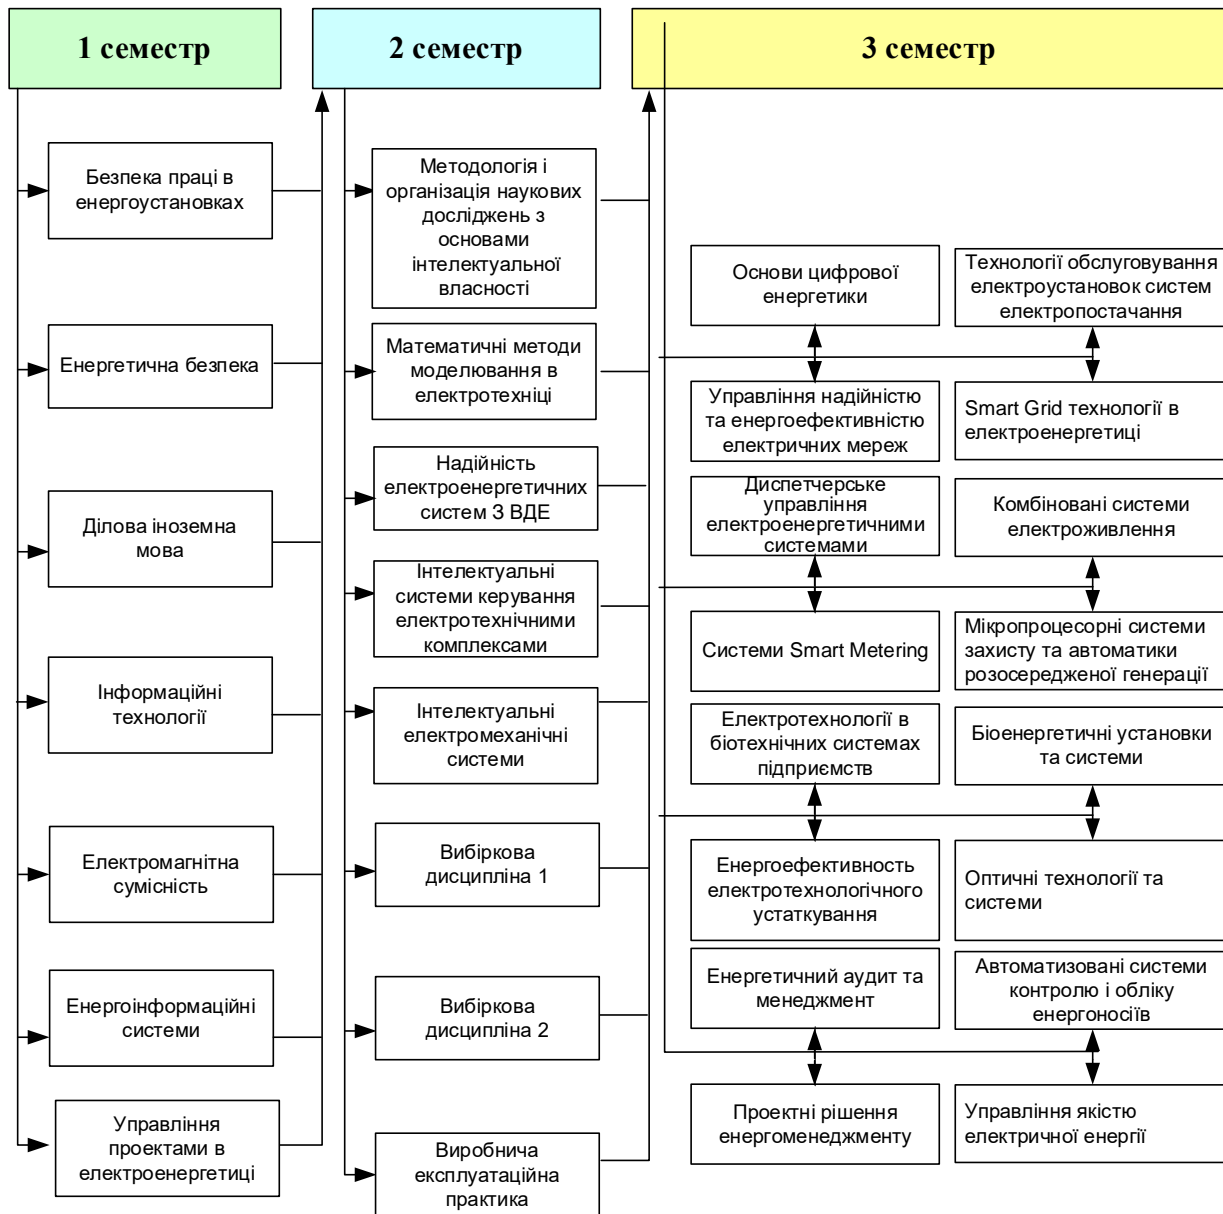 1 семестр
2 семестр
3 семестр
Безпека праці в
енергоустановках
Енергетична безпека
Ділова іноземна
мова
Інформаційні
технології
Електромагнітна
сумісність
Енергоінформаційні
системи
Управління
проектами в
електроенергетиці
Методологія і
організація наукових
досліджень з
основами
інтелектуальної
власності
Математичні методи
моделювання в
електротехніці
Надійність
електроенергетичних
систем З ВДЕ
Інтелектуальні
системи керування
електротехнічними
комплексами
Інтелектуальні
електромеханічні
системи
Вибіркова
дисципліна 1
Вибіркова
дисципліна 2
Виробнича
експлуатаційна
практика
Основи цифрової
енергетики
Технології обслуговування
електроустановок систем
електропостачання
Управління надійністю
та енергоефективністю
електричних мереж
Smart Grid технології в
електроенергетиці
Диспетчерське
управління
електроенергетичними
системами
Комбіновані системи
електроживлення
Системи Smart Metering
Мікропроцесорні системи
захисту та автоматики
розосередженої генерації
Електротехнології в
біотехнічних системах
підприємств
Біоенергетичні установки
та системи
Енергоефективность
електротехнологічного
устаткування
Оптичні технології та
системи
Енергетичний аудит та
менеджмент
Автоматизовані системи
контролю і обліку
енергоносіїв
Проектні рішення
енергоменеджменту
Управління якістю
електричної енергії